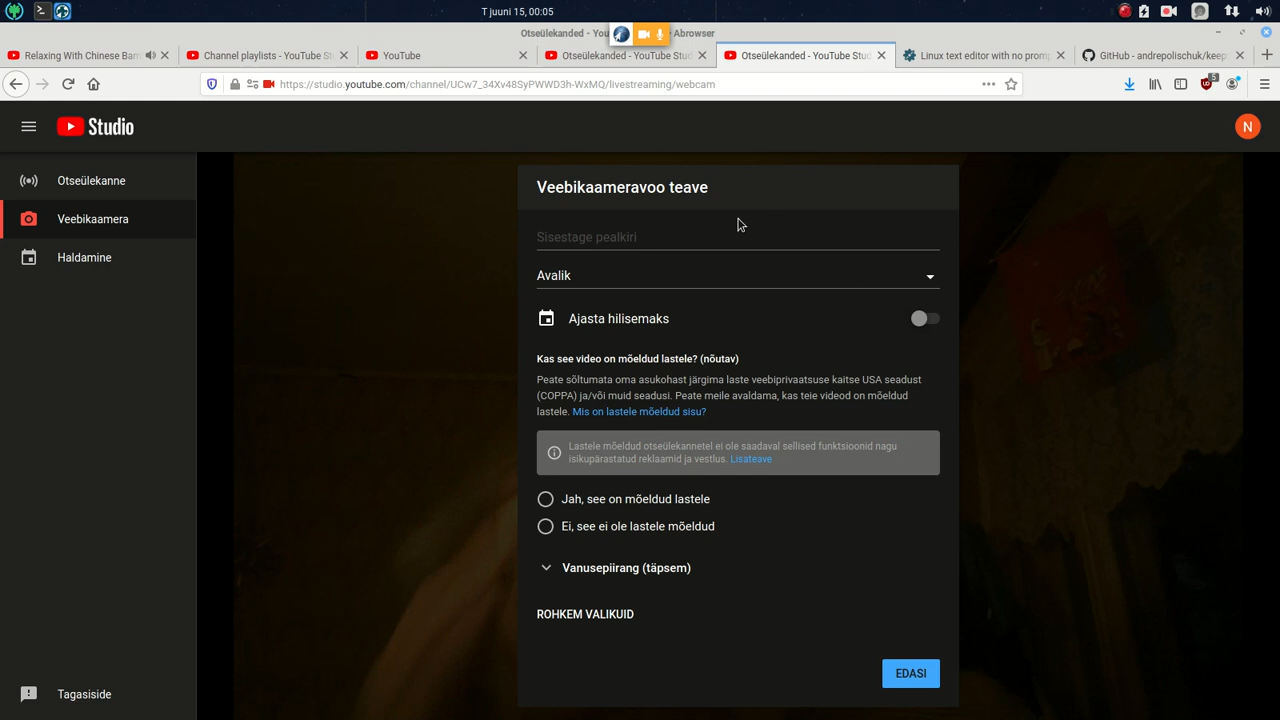 T juuni 15, 00:05
Otseülekanded - You
Abrowser
Relaxing With Chinese Bam
Channel playlists - YouTube St
YouTube
Otseülekanded - YouTube Stud
Otseülekanded - YouTube Stud
Linux text editor with no promp
GitHub - andrepolischuk/keep
https://studio.youtube.com/channel/UCw7_34Xv48SyPWWD3h-WxMQ/livestreaming/webcam
5
Studio
N
Otseülekanne
Veebikaamera
Haldamine
Veebikaameravoo teave
Sisestage pealkiri
Avalik
Ajasta hilisemaks
Kas see video on mõeldud lastele? (nõutav)
Peate sõltumata oma asukohast järgima laste veebiprivaatsuse kaitse USA seadust
(COPPA) ja/või muid seadusi. Peate meile avaldama, kas teie videod on mõeldud
lastele. Mis on lastele mõeldud sisu?
Lastele mõeldud otseülekannetel ei ole saadaval sellised funktsioonid nagu
isikupärastatud reklaamid ja vestlus. Lisateave
Jah, see on mõeldud lastele
Ei, see ei ole lastele mõeldud
Vanusepiirang (täpsem)
ROHKEM VALIKUID
EDASI
Tagasiside